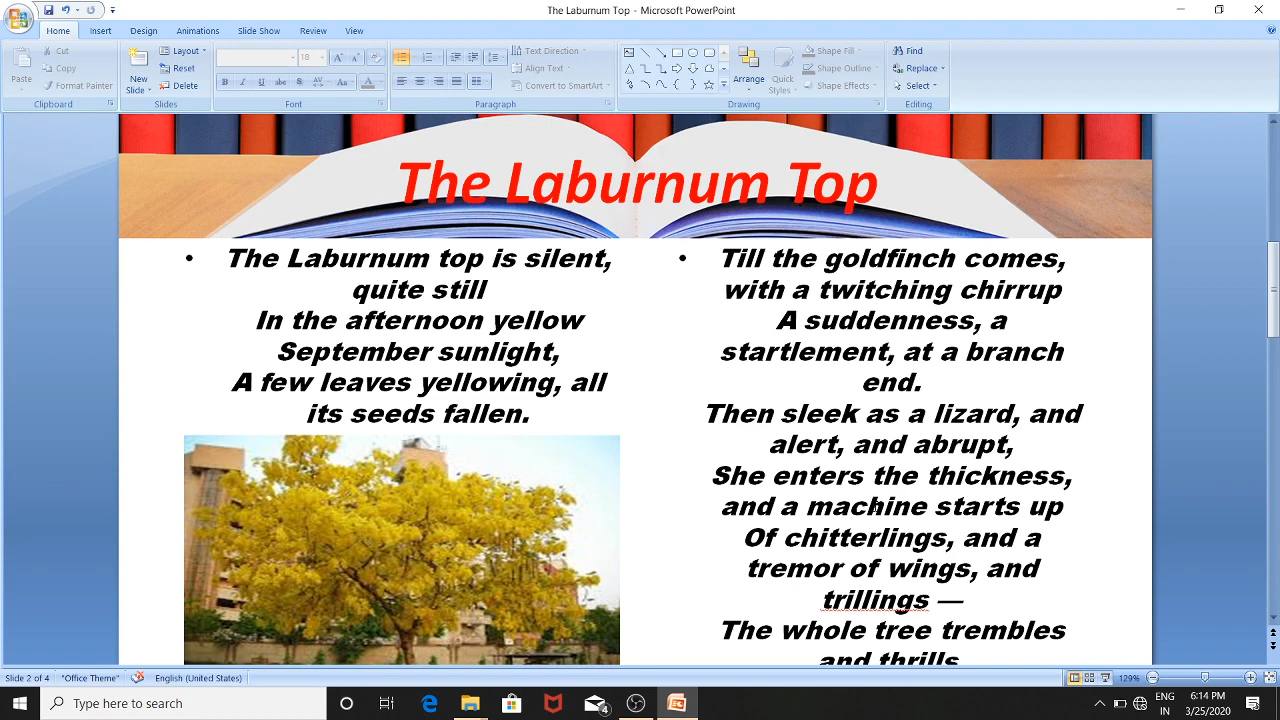 The Laburnum Top - Microsoft PowerPoint
Home Insert Design Animations Slide Show Review View
Paste
Cut
Copy
Format Painter
Clipboard
New
Slide
Layout
Reset
Delete
Slides
18
B I U abc S AV Aa A
Font
Text Direction
Align Text
Convert to SmartArt
Paragraph
Arrange
Quick
Styles
Shape Fill
Shape Outline
Shape Effects
Drawing
Find
Replace
Select
Editing
The Laburnum Top
• The Laburnum top is silent,
quite still
In the afternoon yellow
September sunlight,
A few leaves yellowing, all
its seeds fallen.
• Till the goldfinch comes,
with a twitching chirrup
A suddenness, a
startlement, at a branch
end.
Then sleek as a lizard, and
alert, and abrupt,
She enters the thickness,
and a machine starts up
Of chitterlings, and a
tremor of wings, and
trillings —
The whole tree trembles
and thrills
Slide 2 of 4 "Office Theme" English (United States) 129%
Type here to search
4
ENG 6:14 PM
IN 3/25/2020